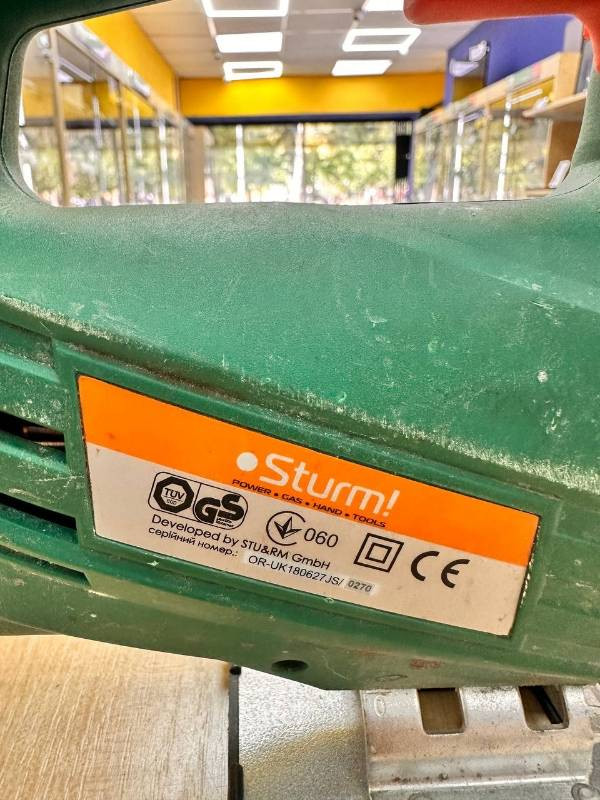 Sturm!
POWER • GAS • HAND • TOOLS
TÜV
GS
060
CE
Developed by STU&RM GmbH
серійний номер.: OR-UK180627JS/ 0270